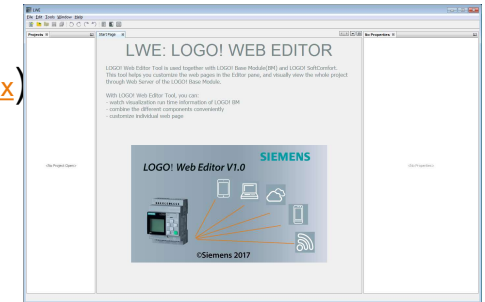 LWE
File Edit Tools Window Help
Projects
Start Page
No Properties
x)
LWE: LOGO! WEB EDITOR
LOGO! Web Editor Tool is used together with LOGO! Base Module(BM) and LOGO! SoftComfort.
This tool helps you customize the web pages in the Editor pane, and visually view the whole project
through Web Server of the LOGO! Base Module.
With LOGO! Web Editor Tool, you can:
- watch visualization run time information of LOGO! BM
- combine the different components conveniently
- customize individual web page
<No Project Open>
<No Properties>
SIEMENS
LOGO! Web Editor V1.0
©Siemens 2017